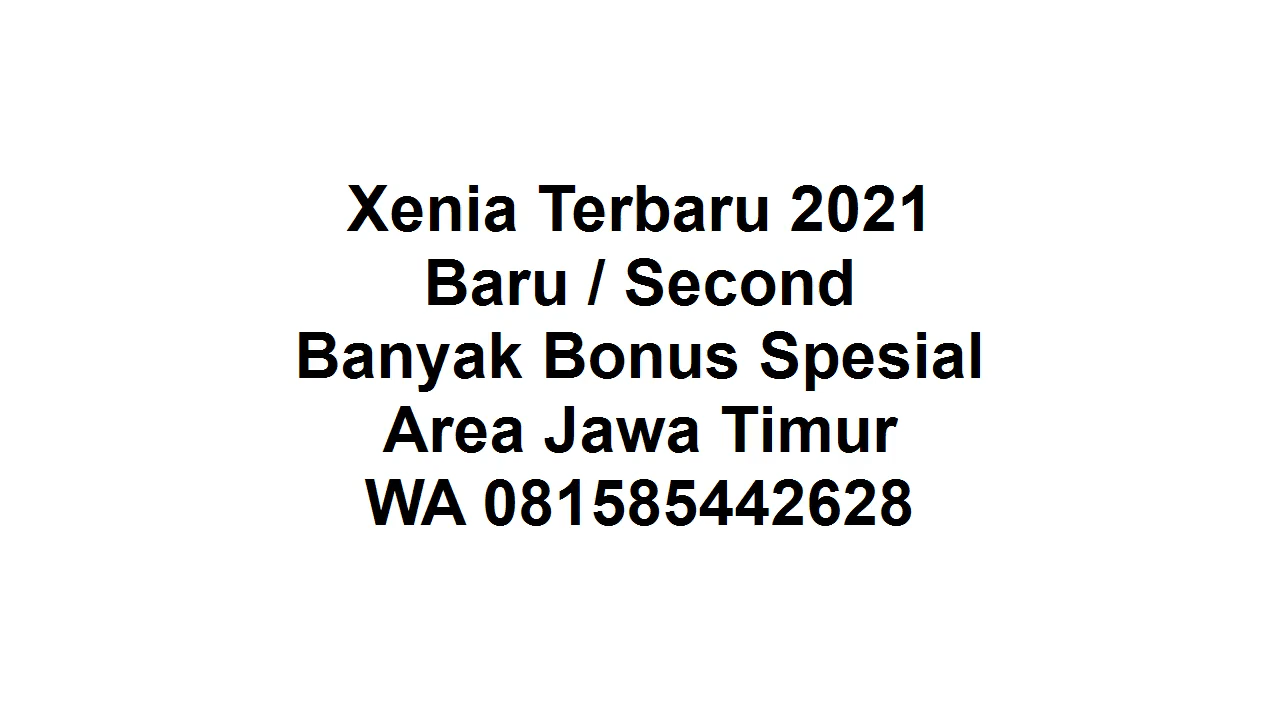 Xenia Terbaru 2021
Baru / Second
Banyak Bonus Spesial
Area Jawa Timur
WA 081585442628